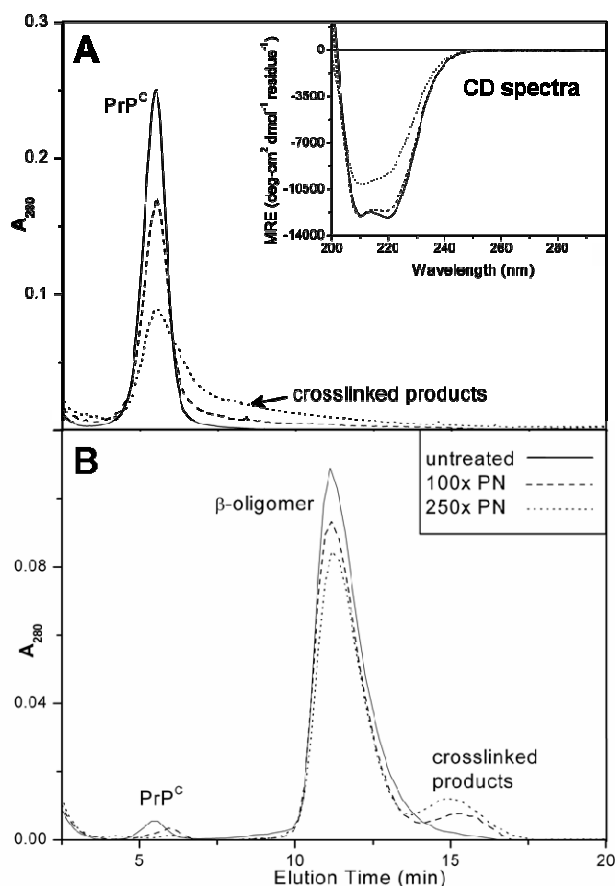 A
0.3
0.2
0.1
A280
PrPC
crosslinked products
CD spectra
0
-3500
-7000
-10500
-14000
MRE (deg-cm2 dmol-1 residue-1)
200
220
240
260
280
Wavelength (nm)
B
untreated
100x PN
250x PN
β-oligomer
PrPC
crosslinked
products
0.08
0.04
0.00
A280
5
10
15
20
Elution Time (min)